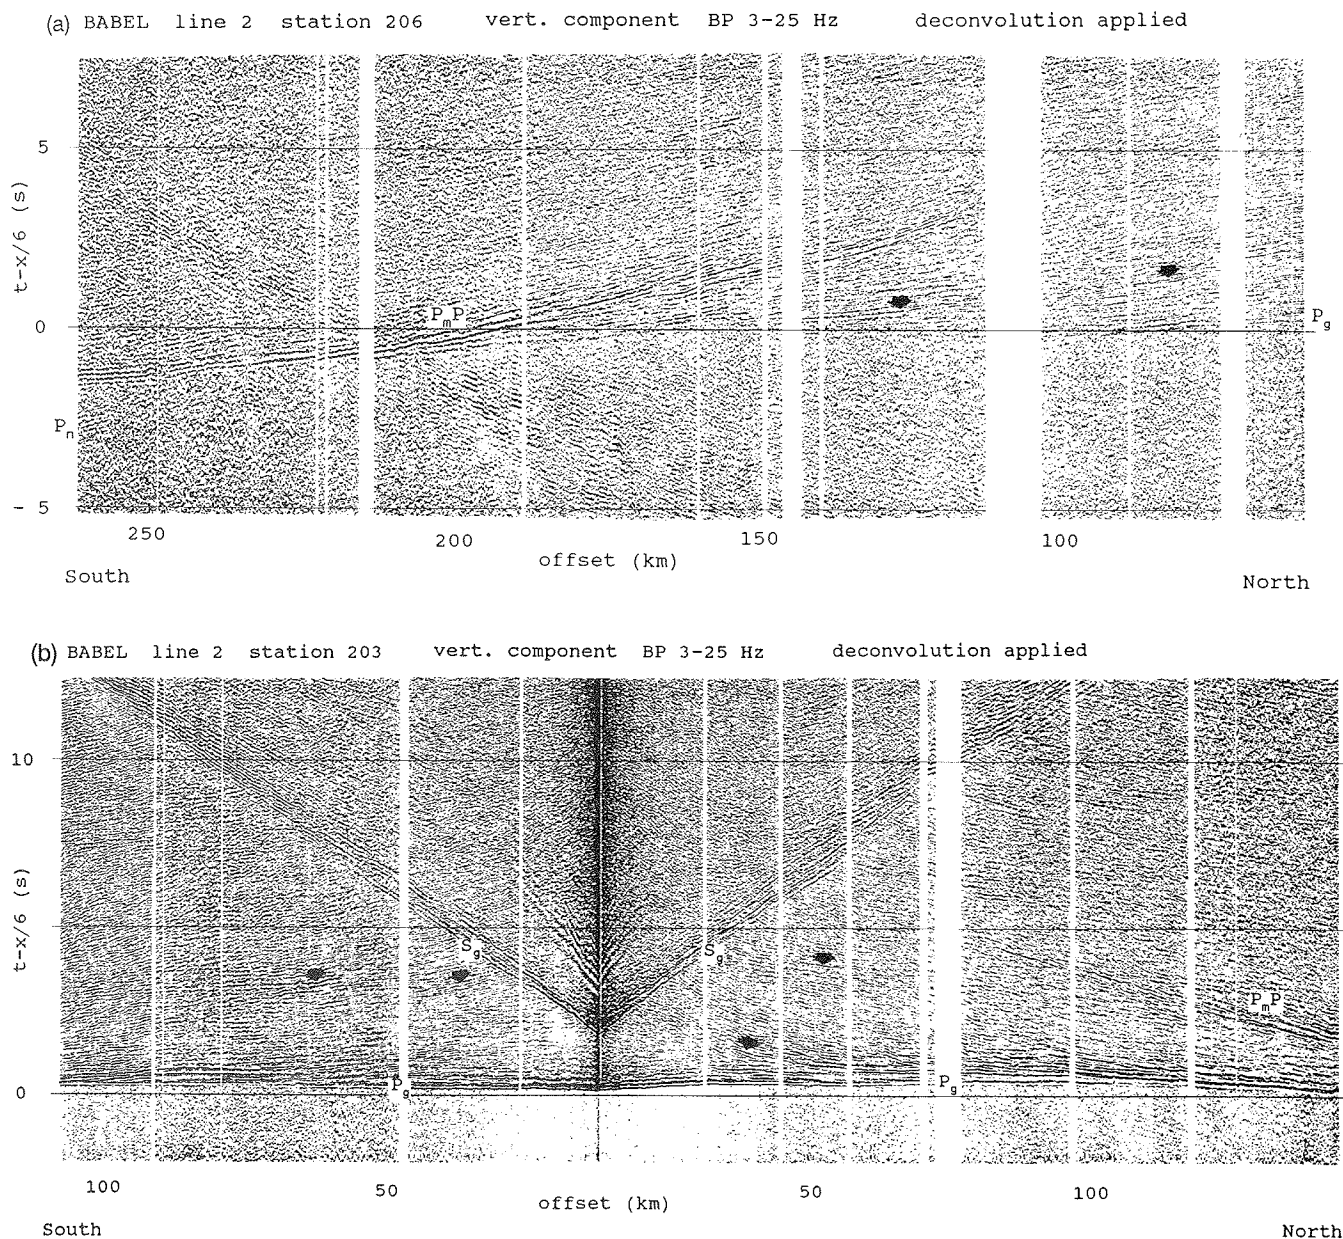 (a) BABEL line 2 station 206 vert. component BP 3-25 Hz deconvolution applied
5
t-x/6 (s)
PmP
0
Pg
Pn
- 5
250 200 150 100
offset (km)
South
North
(b) BABEL line 2 station 203 vert. component BP 3-25 Hz deconvolution applied
10
t-x/6 (s)
Sg Sg
PmP
Pg Pg
0
100 50 50 100
offset (km)
South North